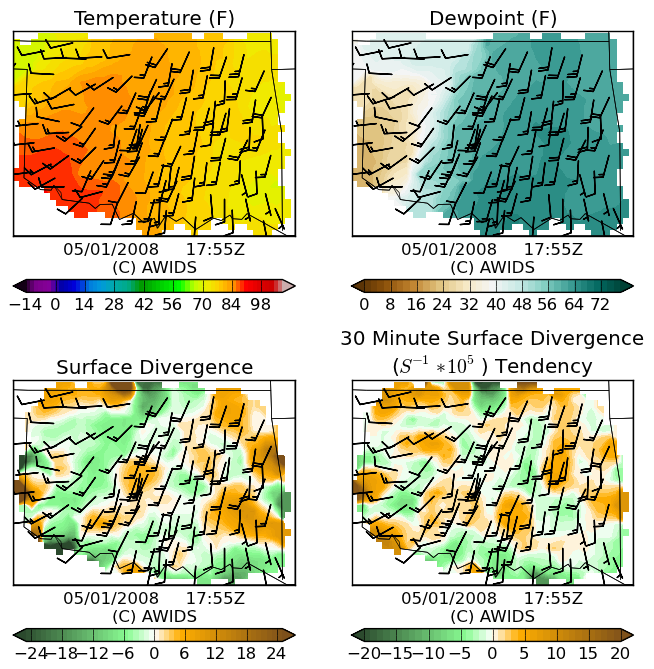 Temperature (F)
Dewpoint (F)
05/01/2008 17:55Z
(C) AWIDS
05/01/2008 17:55Z
(C) AWIDS
−14 0 14 28 42 56 70 84 98
0 8 16 24 32 40 48 56 64 72
Surface Divergence
30 Minute Surface Divergence
(S⁻¹ *10⁵ ) Tendency
05/01/2008 17:55Z
(C) AWIDS
05/01/2008 17:55Z
(C) AWIDS
−24 −18 −12 −6 0 6 12 18 24
−20 −15 −10 −5 0 5 10 15 20